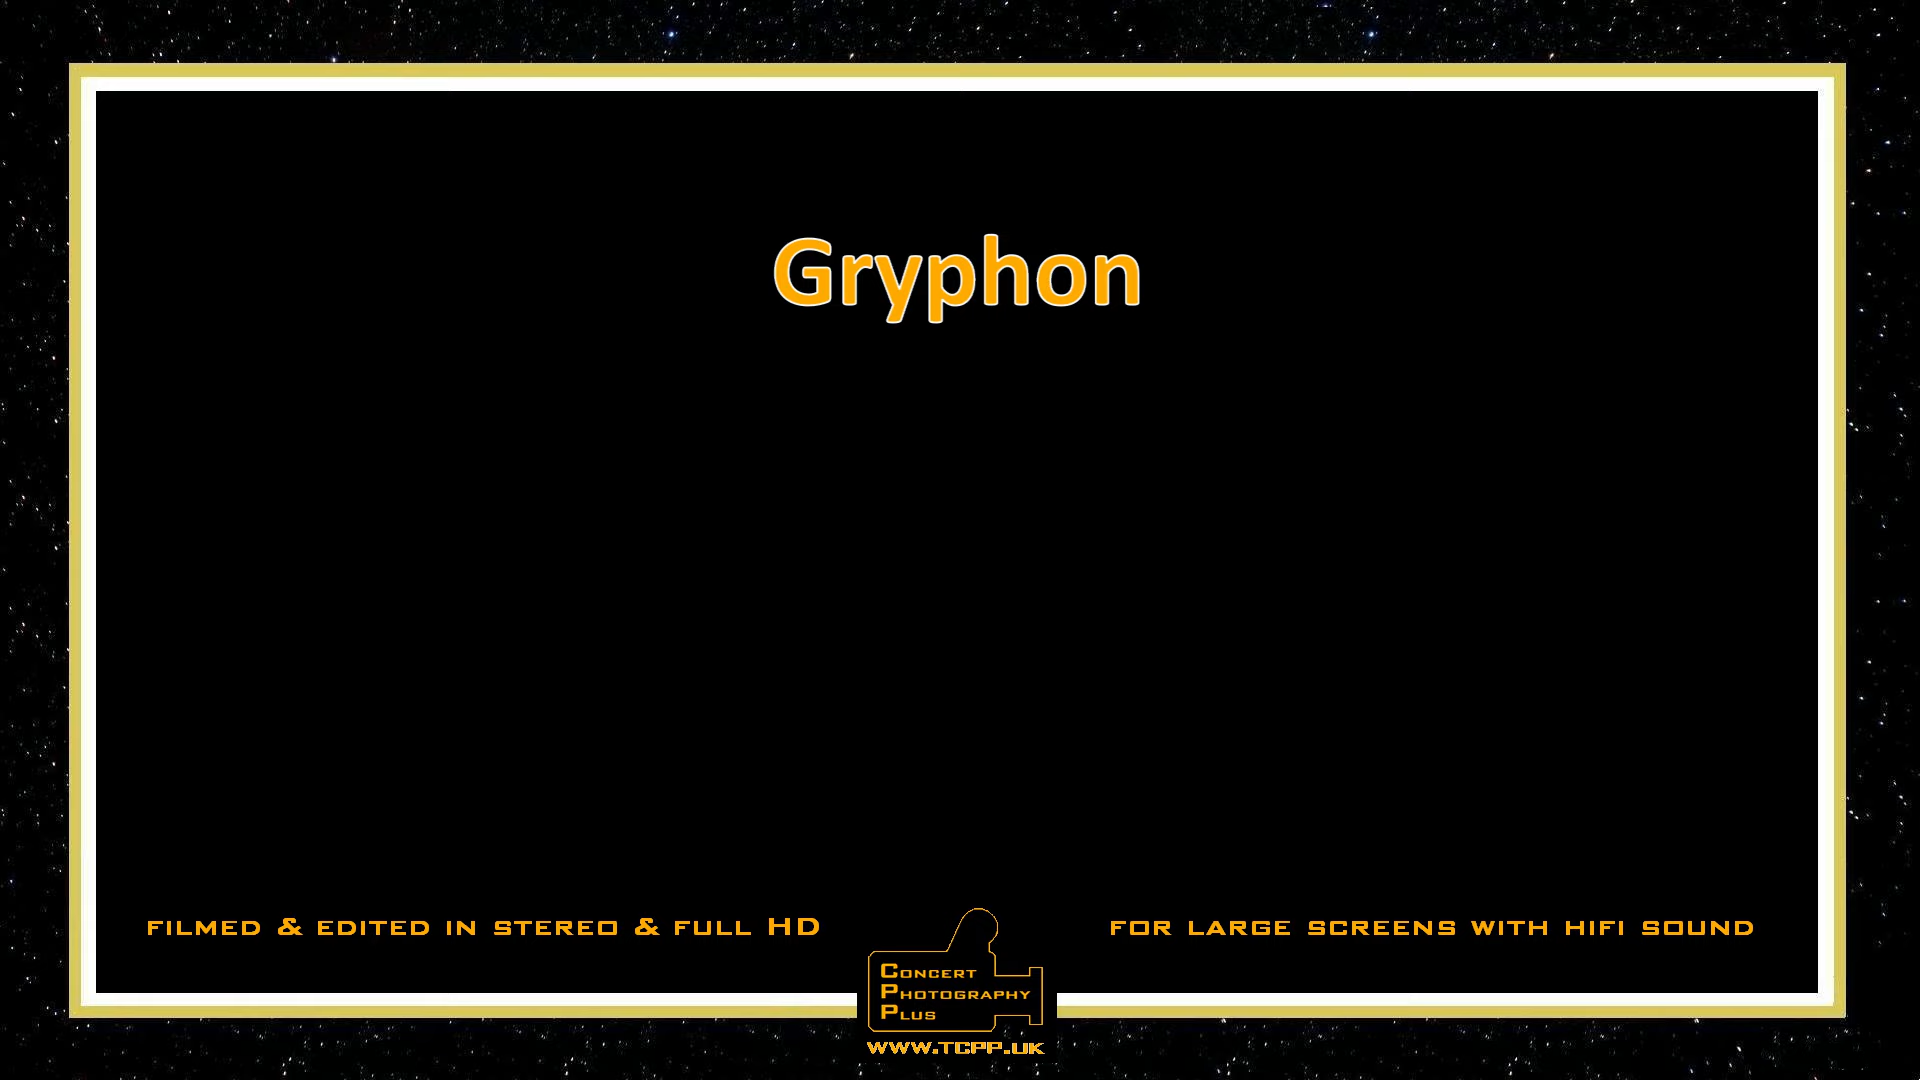 Gryphon
FILMED & EDITED IN STEREO & FULL HD
FOR LARGE SCREENS WITH HIFI SOUND
CONCERT
PHOTOGRAPHY
PLUS
WWW.TCPP.UK